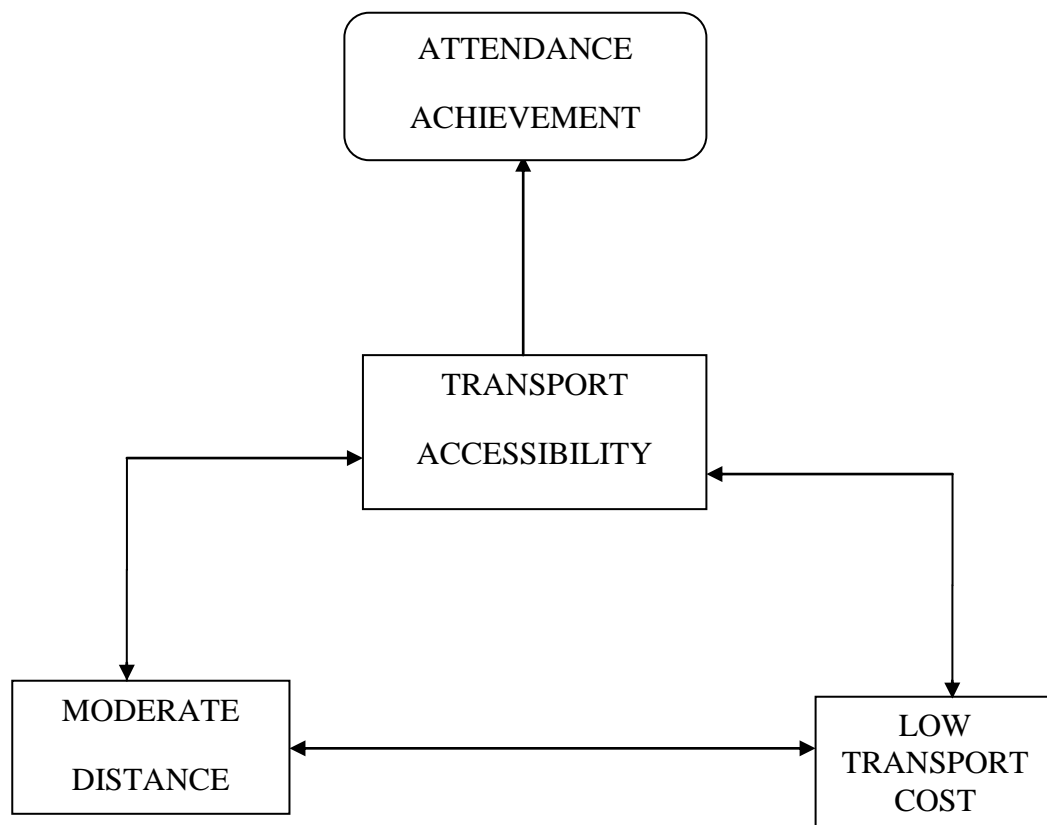 ATTENDANCE
ACHIEVEMENT
TRANSPORT
ACCESSIBILITY
MODERATE
DISTANCE
LOW
TRANSPORT
COST